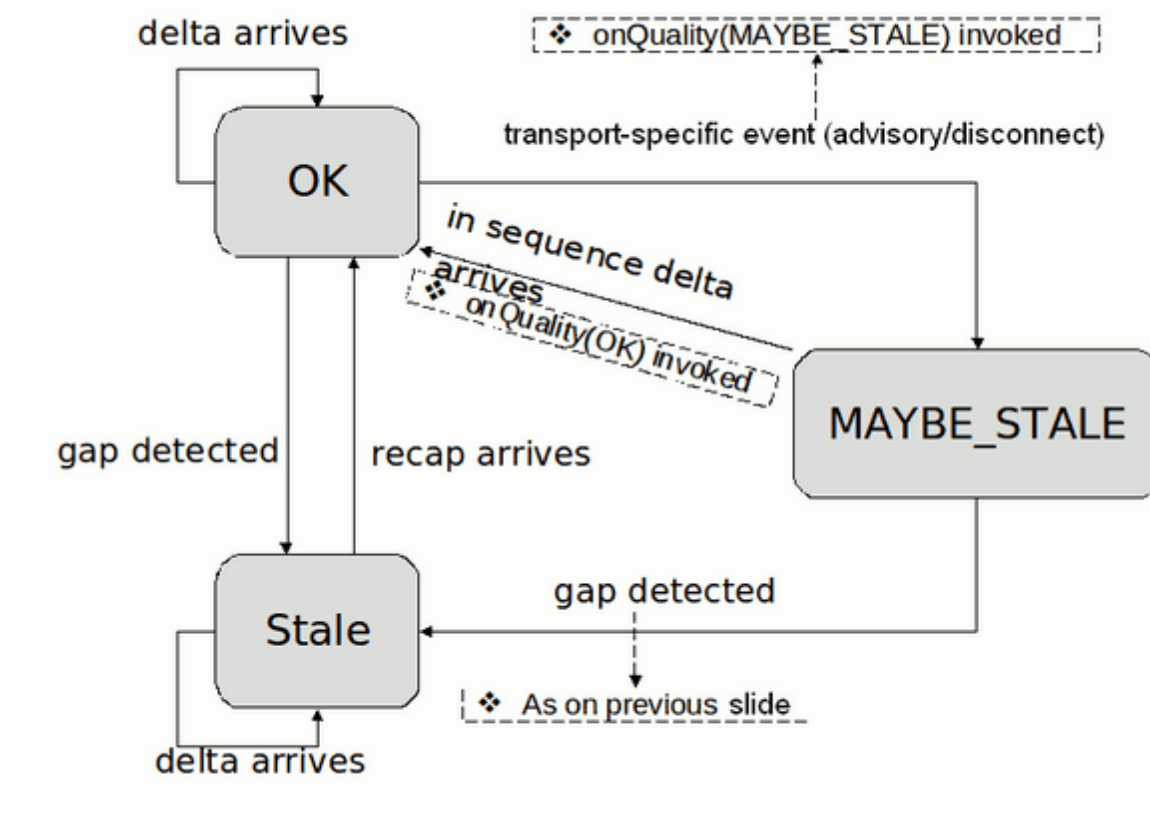 delta arrives
❖ onQuality(MAYBE_STALE) invoked
transport-specific event (advisory/disconnect)
OK
in sequence delta
arrives
❖ onQuality(OK) invoked
MAYBE_STALE
gap detected
recap arrives
gap detected
Stale
❖ As on previous slide
delta arrives